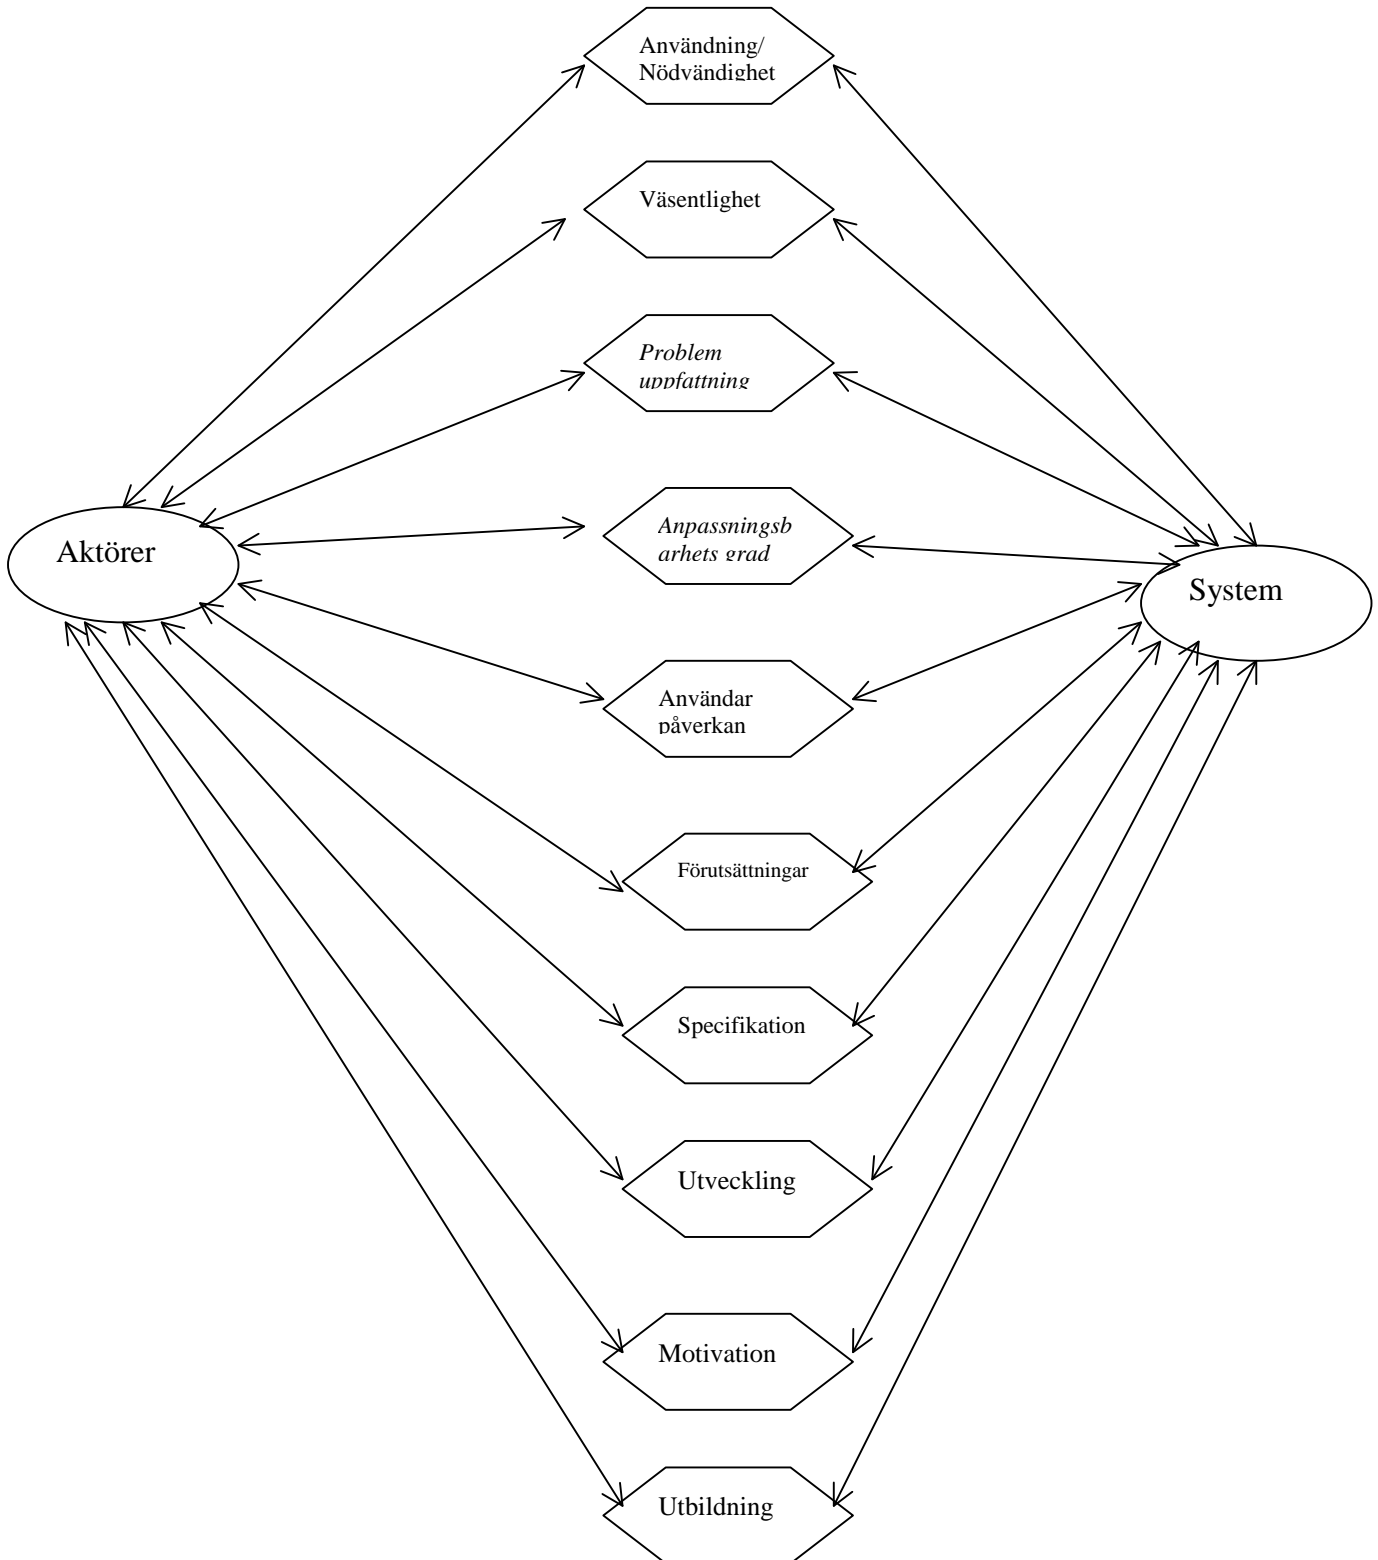 Användning/
Nödvändighet
Väsentlighet
Problem
uppfattning
Anpassningsb
arhets grad
Aktörer
System
Användar
påverkan
Förutsättningar
Specifikation
Utveckling
Motivation
Utbildning